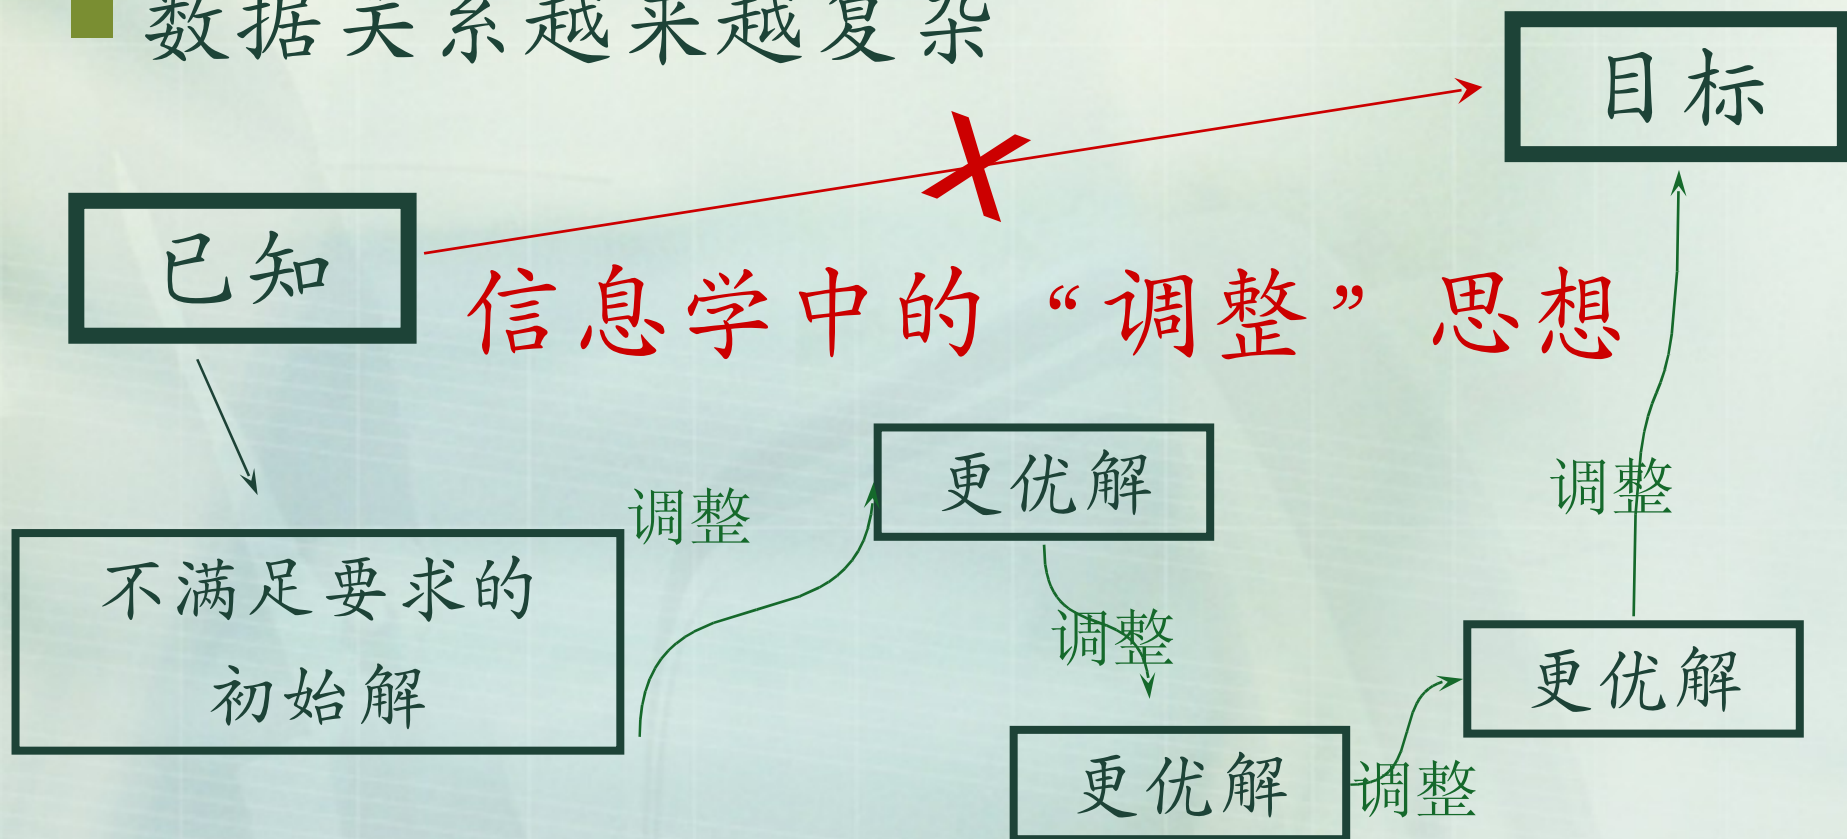 数据关系越来越复杂
目标
已知
信息学中的“调整”思想
更优解
调整
调整
不满足要求的
初始解
调整
更优解
更优解
调整